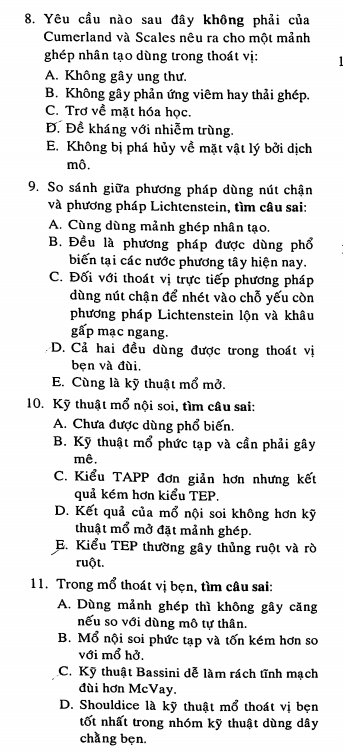 8. Yêu cầu nào sau đây không phải của
Cumerland và Scales nêu ra cho một mảnh
ghép nhân tạo dùng trong thoát vị:
A. Không gây ung thư.
B. Không gây phản ứng viêm hay thải ghép.
C. Trơ về mặt hóa học.
D. Đề kháng với nhiễm trùng.
E. Không bị phá hủy về mặt vật lý bởi dịch
mô.
9. So sánh giữa phương pháp dùng nút chận
và phương pháp Lichtenstein, tìm câu sai:
A. Cùng dùng mảnh ghép nhân tạo.
B. Đều là phương pháp được dùng phổ
biến tại các nước phương tây hiện nay.
C. Đối với thoát vị trực tiếp phương pháp
dùng nút chận để nhét vào chỗ yếu còn
phương pháp Lichtenstein lộn và khâu
gấp mạc ngang.
D. Cả hai đều dùng được trong thoát vị
bẹn và đùi.
E. Cùng là kỹ thuật mổ mở.
10. Kỹ thuật mổ nội soi, tìm câu sai:
A. Chưa được dùng phổ biến.
B. Kỹ thuật mổ phức tạp và cần phải gây
mê.
C. Kiểu TAPP đơn giản hơn nhưng kết
quả kém hơn kiểu TEP.
D. Kết quả của mổ nội soi không hơn kỹ
thuật mổ mở đặt mảnh ghép.
E. Kiểu TEP thường gây thủng ruột và rò
ruột.
11. Trong mổ thoát vị bẹn, tìm câu sai:
A. Dùng mảnh ghép thì không gây căng
nếu so với dùng mô tự thân.
B. Mổ nội soi phức tạp và tốn kém hơn so
với mổ hở.
C. Kỹ thuật Bassini dễ làm rách tĩnh mạch
đùi hơn McVay.
D. Shouldice là kỹ thuật mổ thoát vị bẹn
tốt nhất trong nhóm kỹ thuật dùng dây
chằng bẹn.